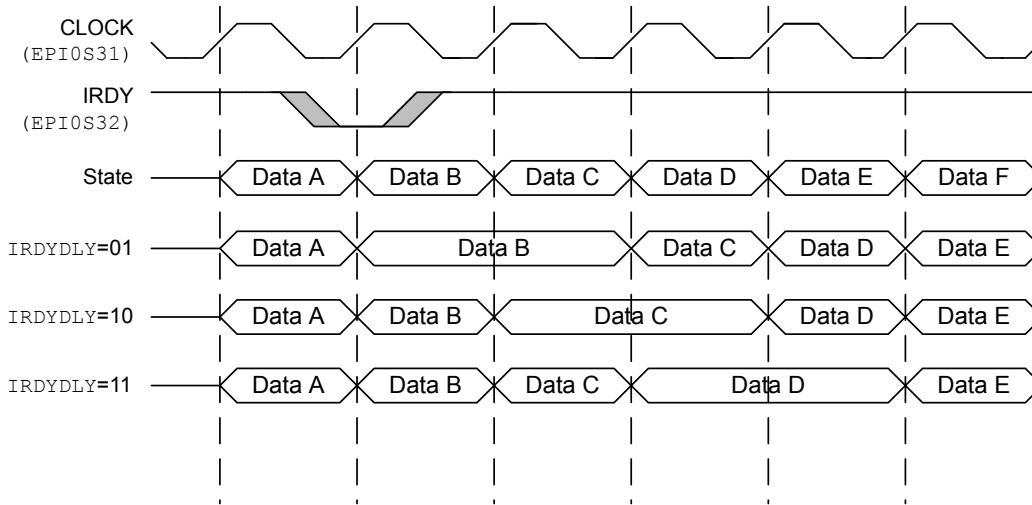 CLOCK
(EPI0S31)
IRDY
(EPI0S32)
State Data A Data B Data C Data D Data E Data F
IRDYDLY=01 Data A Data B Data C Data D Data E
IRDYDLY=10 Data A Data B Data C Data D Data E
IRDYDLY=11 Data A Data B Data C Data D Data E